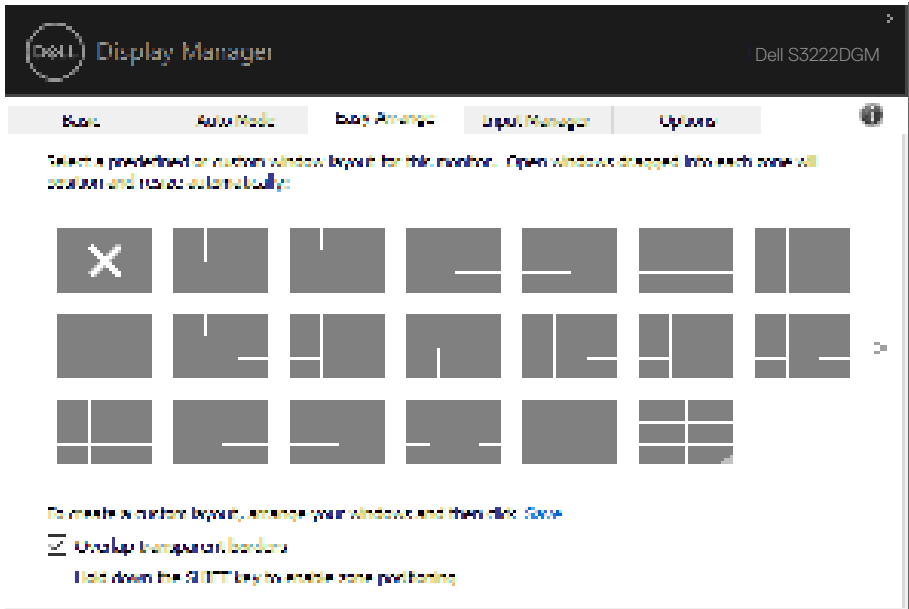 DELL Display Manager
Dell S3222DGM
Basic Auto Mode Easy Arrange Input Manager Options
Select a predefined or custom window layout for this monitor. Open windows dragged into each zone will
position and resize automatically:
To create a custom layout, arrange your windows and then click Save
Overlap transparent borders
Hold down the SHIFT key to enable zone positioning